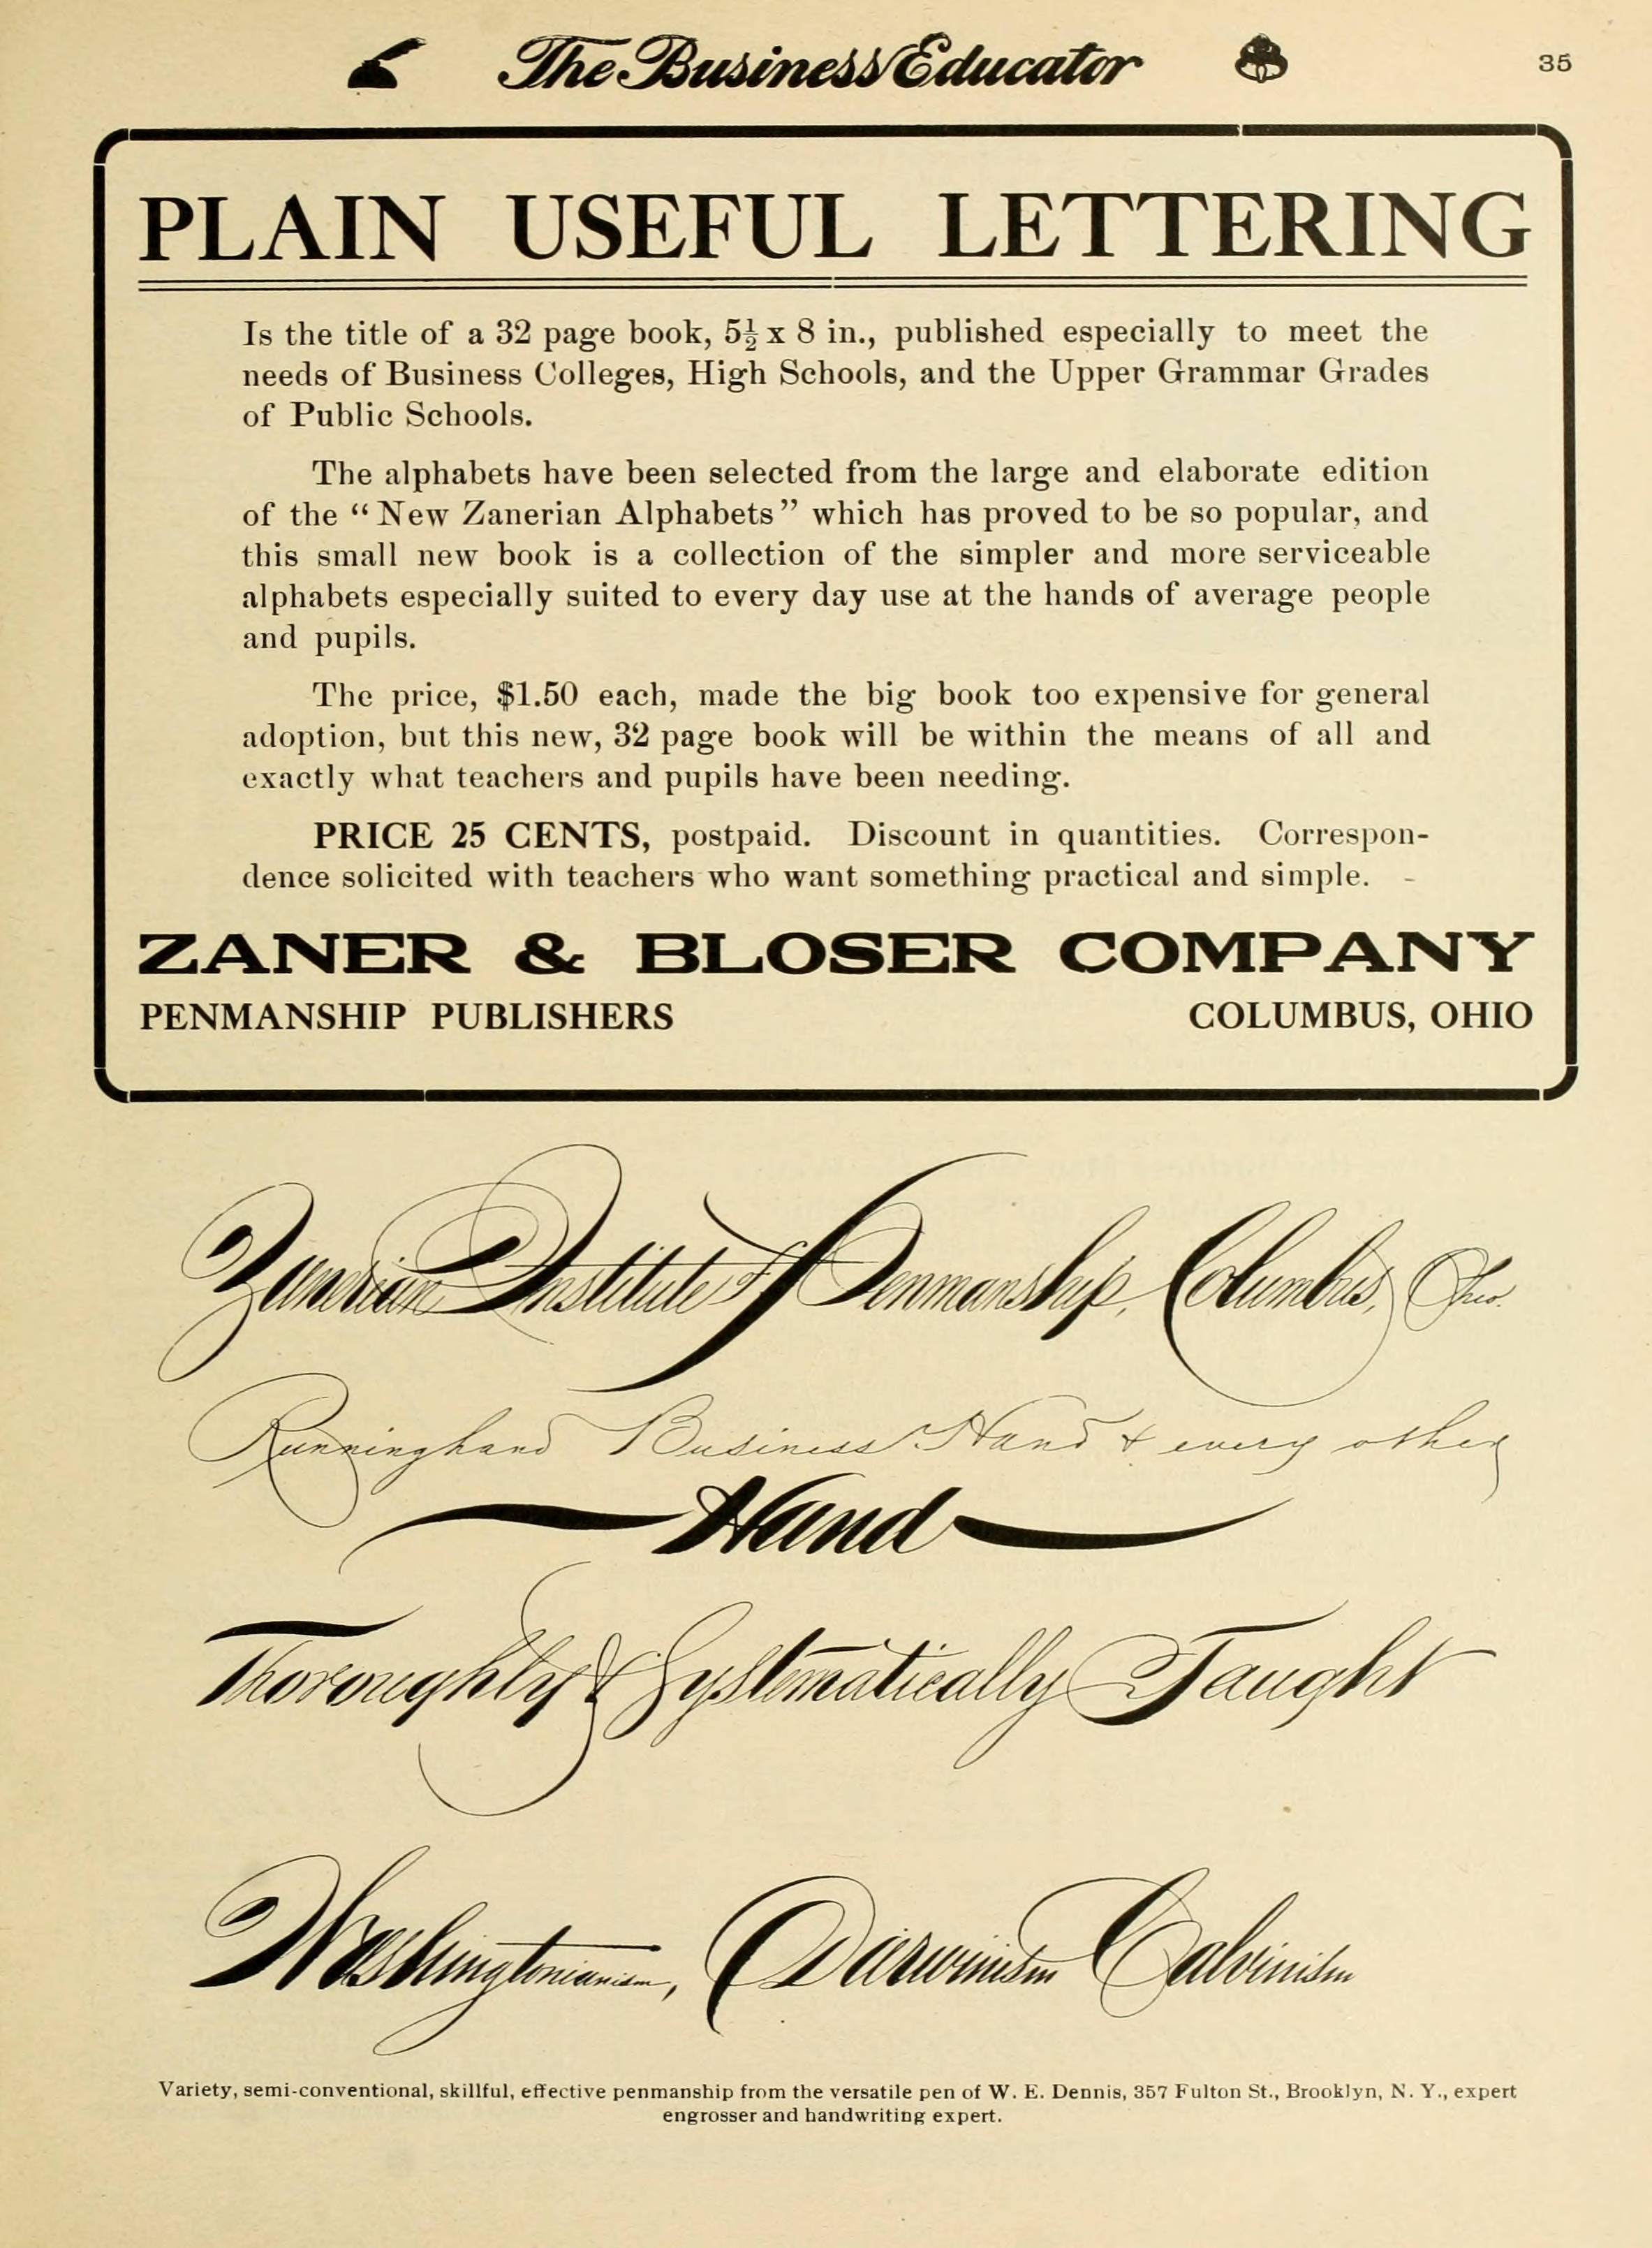 The Business Educator
35
PLAIN USEFUL LETTERING
Is the title of a 32 page book, 5½ x 8 in., published especially to meet the
needs of Business Colleges, High Schools, and the Upper Grammar Grades
of Public Schools.
The alphabets have been selected from the large and elaborate edition
of the “New Zanerian Alphabets” which has proved to be so popular, and
this small new book is a collection of the simpler and more serviceable
alphabets especially suited to every day use at the hands of average people
and pupils.
The price, $1.50 each, made the big book too expensive for general
adoption, but this new, 32 page book will be within the means of all and
exactly what teachers and pupils have been needing.
PRICE 25 CENTS, postpaid. Discount in quantities. Correspon-
dence solicited with teachers who want something practical and simple.
ZANER & BLOSER COMPANY
PENMANSHIP PUBLISHERS COLUMBUS, OHIO
Zanerian Institute of Penmanship, Columbus, Ohio.
Runninghand Business Hand & every other
Hand
Thoroughly & Systematically Taught
Washingtonianism, Darwinism Calvinism
Variety, semi-conventional, skillful, effective penmanship from the versatile pen of W. E. Dennis, 357 Fulton St., Brooklyn, N. Y., expert
engrosser and handwriting expert.